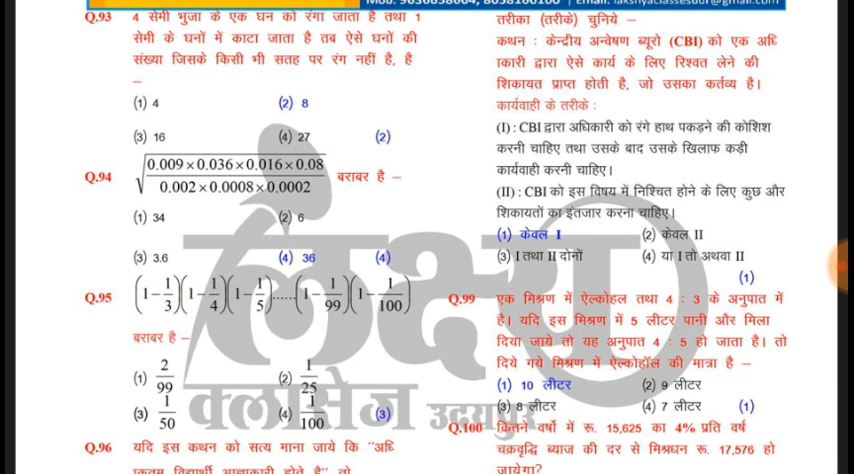 Mob. 9636658664, 8058160100 | Email. lakshyaclassesudr@gmail.com
Q.93 4 सेमी भुजा के एक घन को रंगा जाता है तथा 1
सेमी के घनों में काटा जाता है तब ऐसे घनों की
संख्या जिसके किसी भी सतह पर रंग नहीं है, है
–
(1) 4 (2) 8
(3) 16 (4) 27 (2)
Q.94 √(0.009×0.036×0.016×0.08 / 0.002×0.0008×0.0002) बराबर है –
(1) 34 (2) 6
(3) 3.6 (4) 36 (4)
Q.95 (1-1/3)(1-1/4)(1-1/5).....(1-1/99)(1-1/100)
बराबर है –
(1) 2/99 (2) 1/25
(3) 1/50 (4) 1/100 (3)
Q.96 यदि इस कथन को सत्य माना जाये कि "अधि
कतम विद्यार्थी आज्ञाकारी होते है" तो
तरीका (तरीके) चुनिये –
कथन : केन्द्रीय अन्वेषण ब्यूरो (CBI) को एक अधि
ाकारी द्वारा ऐसे कार्य के लिए रिश्वत लेने की
शिकायत प्राप्त होती है, जो उसका कर्तव्य है।
कार्यवाही के तरीके :
(I) : CBI द्वारा अधिकारी को रंगे हाथ पकड़ने की कोशिश
करनी चाहिए तथा उसके बाद उसके खिलाफ कड़ी
कार्यवाही करनी चाहिए।
(II) : CBI को इस विषय में निश्चित होने के लिए कुछ और
शिकायतों का इंतजार करना चाहिए।
(1) केवल I (2) केवल II
(3) I तथा II दोनों (4) या I तो अथवा II
(1)
Q.99 एक मिश्रण में ऐल्कोहल तथा 4 : 3 के अनुपात में
है। यदि इस मिश्रण में 5 लीटर पानी और मिला
दिया जाये तो यह अनुपात 4 : 5 हो जाता है। तो
दिये गये मिश्रण में ऐल्कोहॉल की मात्रा है –
(1) 10 लीटर (2) 9 लीटर
(3) 8 लीटर (4) 7 लीटर (1)
Q.100 कितने वर्षो में रू. 15,625 का 4% प्रति वर्ष
चक्रवृद्धि ब्याज की दर से मिश्रधन रू. 17,576 हो
जायेगा?
लक्ष्य
क्लासेज उदयपुर